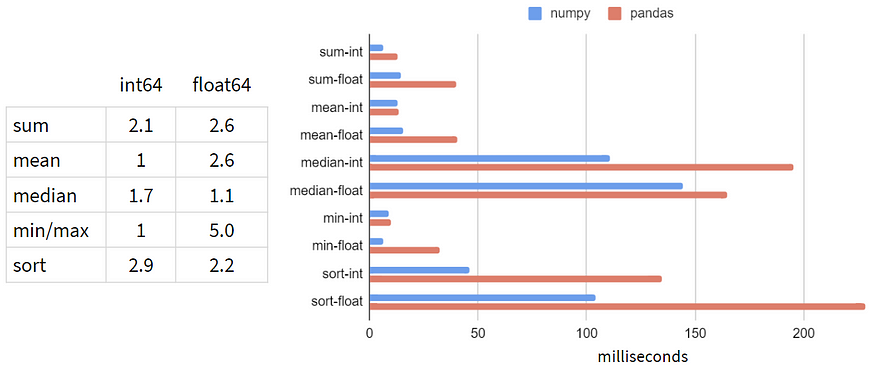 int64 float64
sum 2.1 2.6
mean 1 2.6
median 1.7 1.1
min/max 1 5.0
sort 2.9 2.2
numpy pandas
sum-int
sum-float
mean-int
mean-float
median-int
median-float
min-int
min-float
sort-int
sort-float
0 50 100 150 200
milliseconds